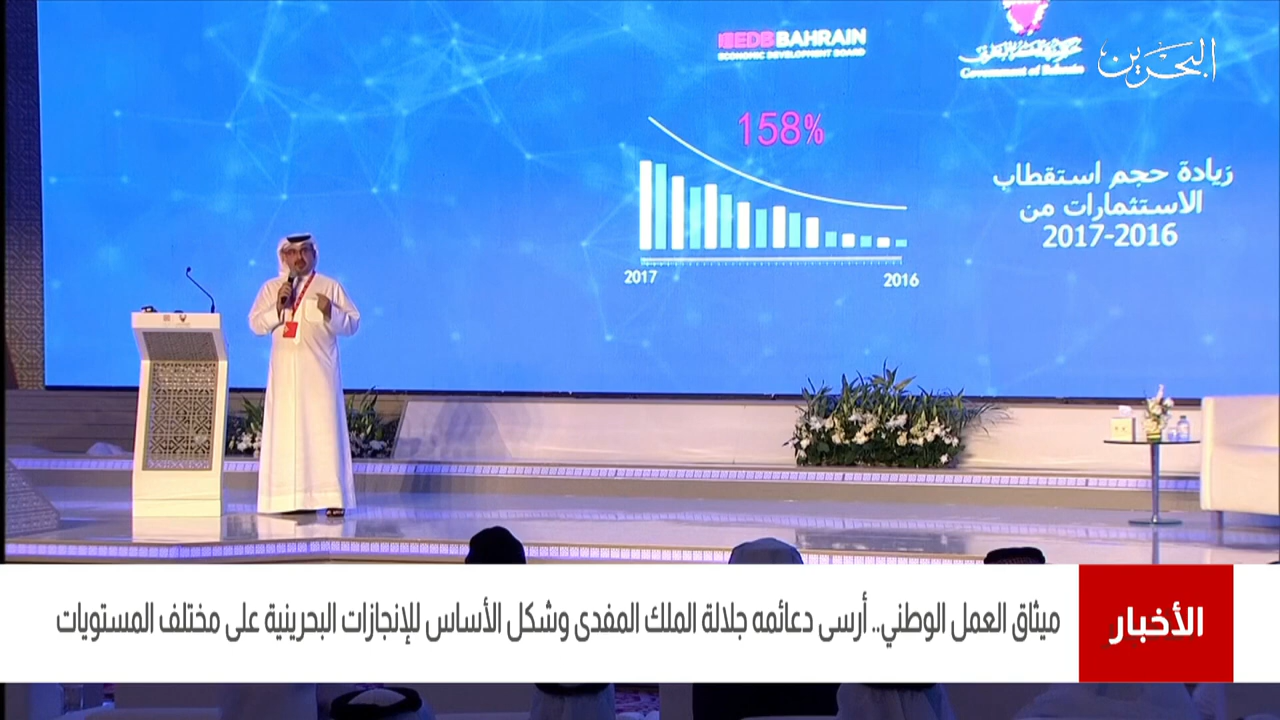 EDB BAHRAIN
ECONOMIC DEVELOPMENT BOARD
Government of Bahrain
البحرين
158%
زيادة حجم استقطاب
الاستثمارات من
2017-2016
2017
2016
الأخبار
ميثاق العمل الوطني.. أرسى دعائمه جلالة الملك المفدى وشكل الأساس للإنجازات البحرينية على مختلف المستويات